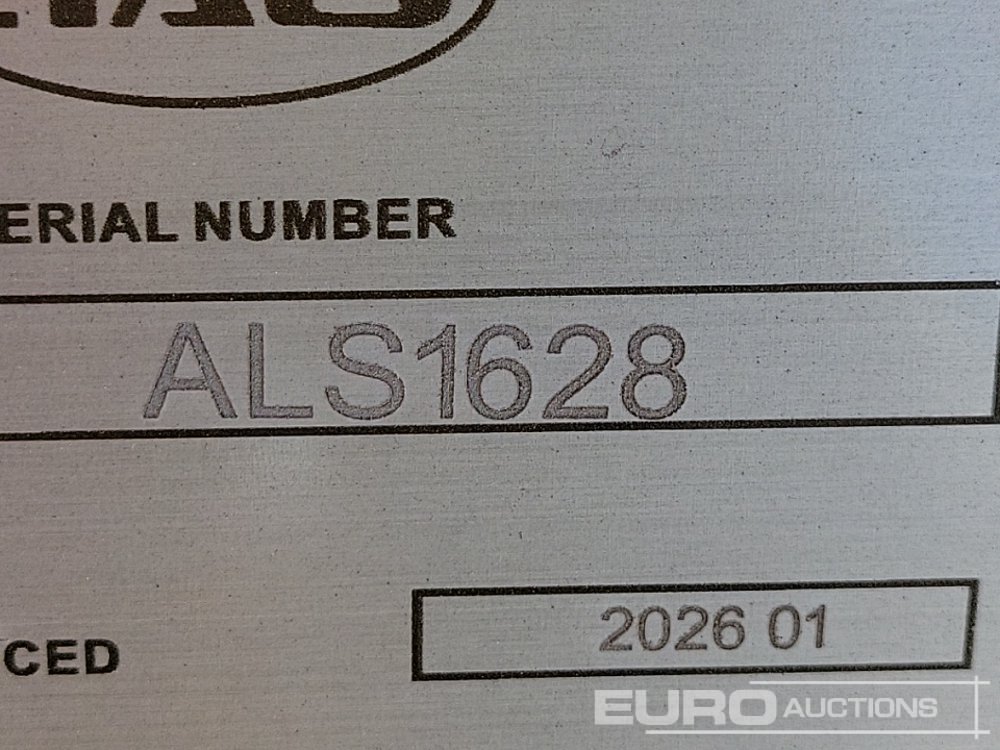 ERIAL NUMBER
ALS1628
CED 2026 01
EURO AUCTIONS